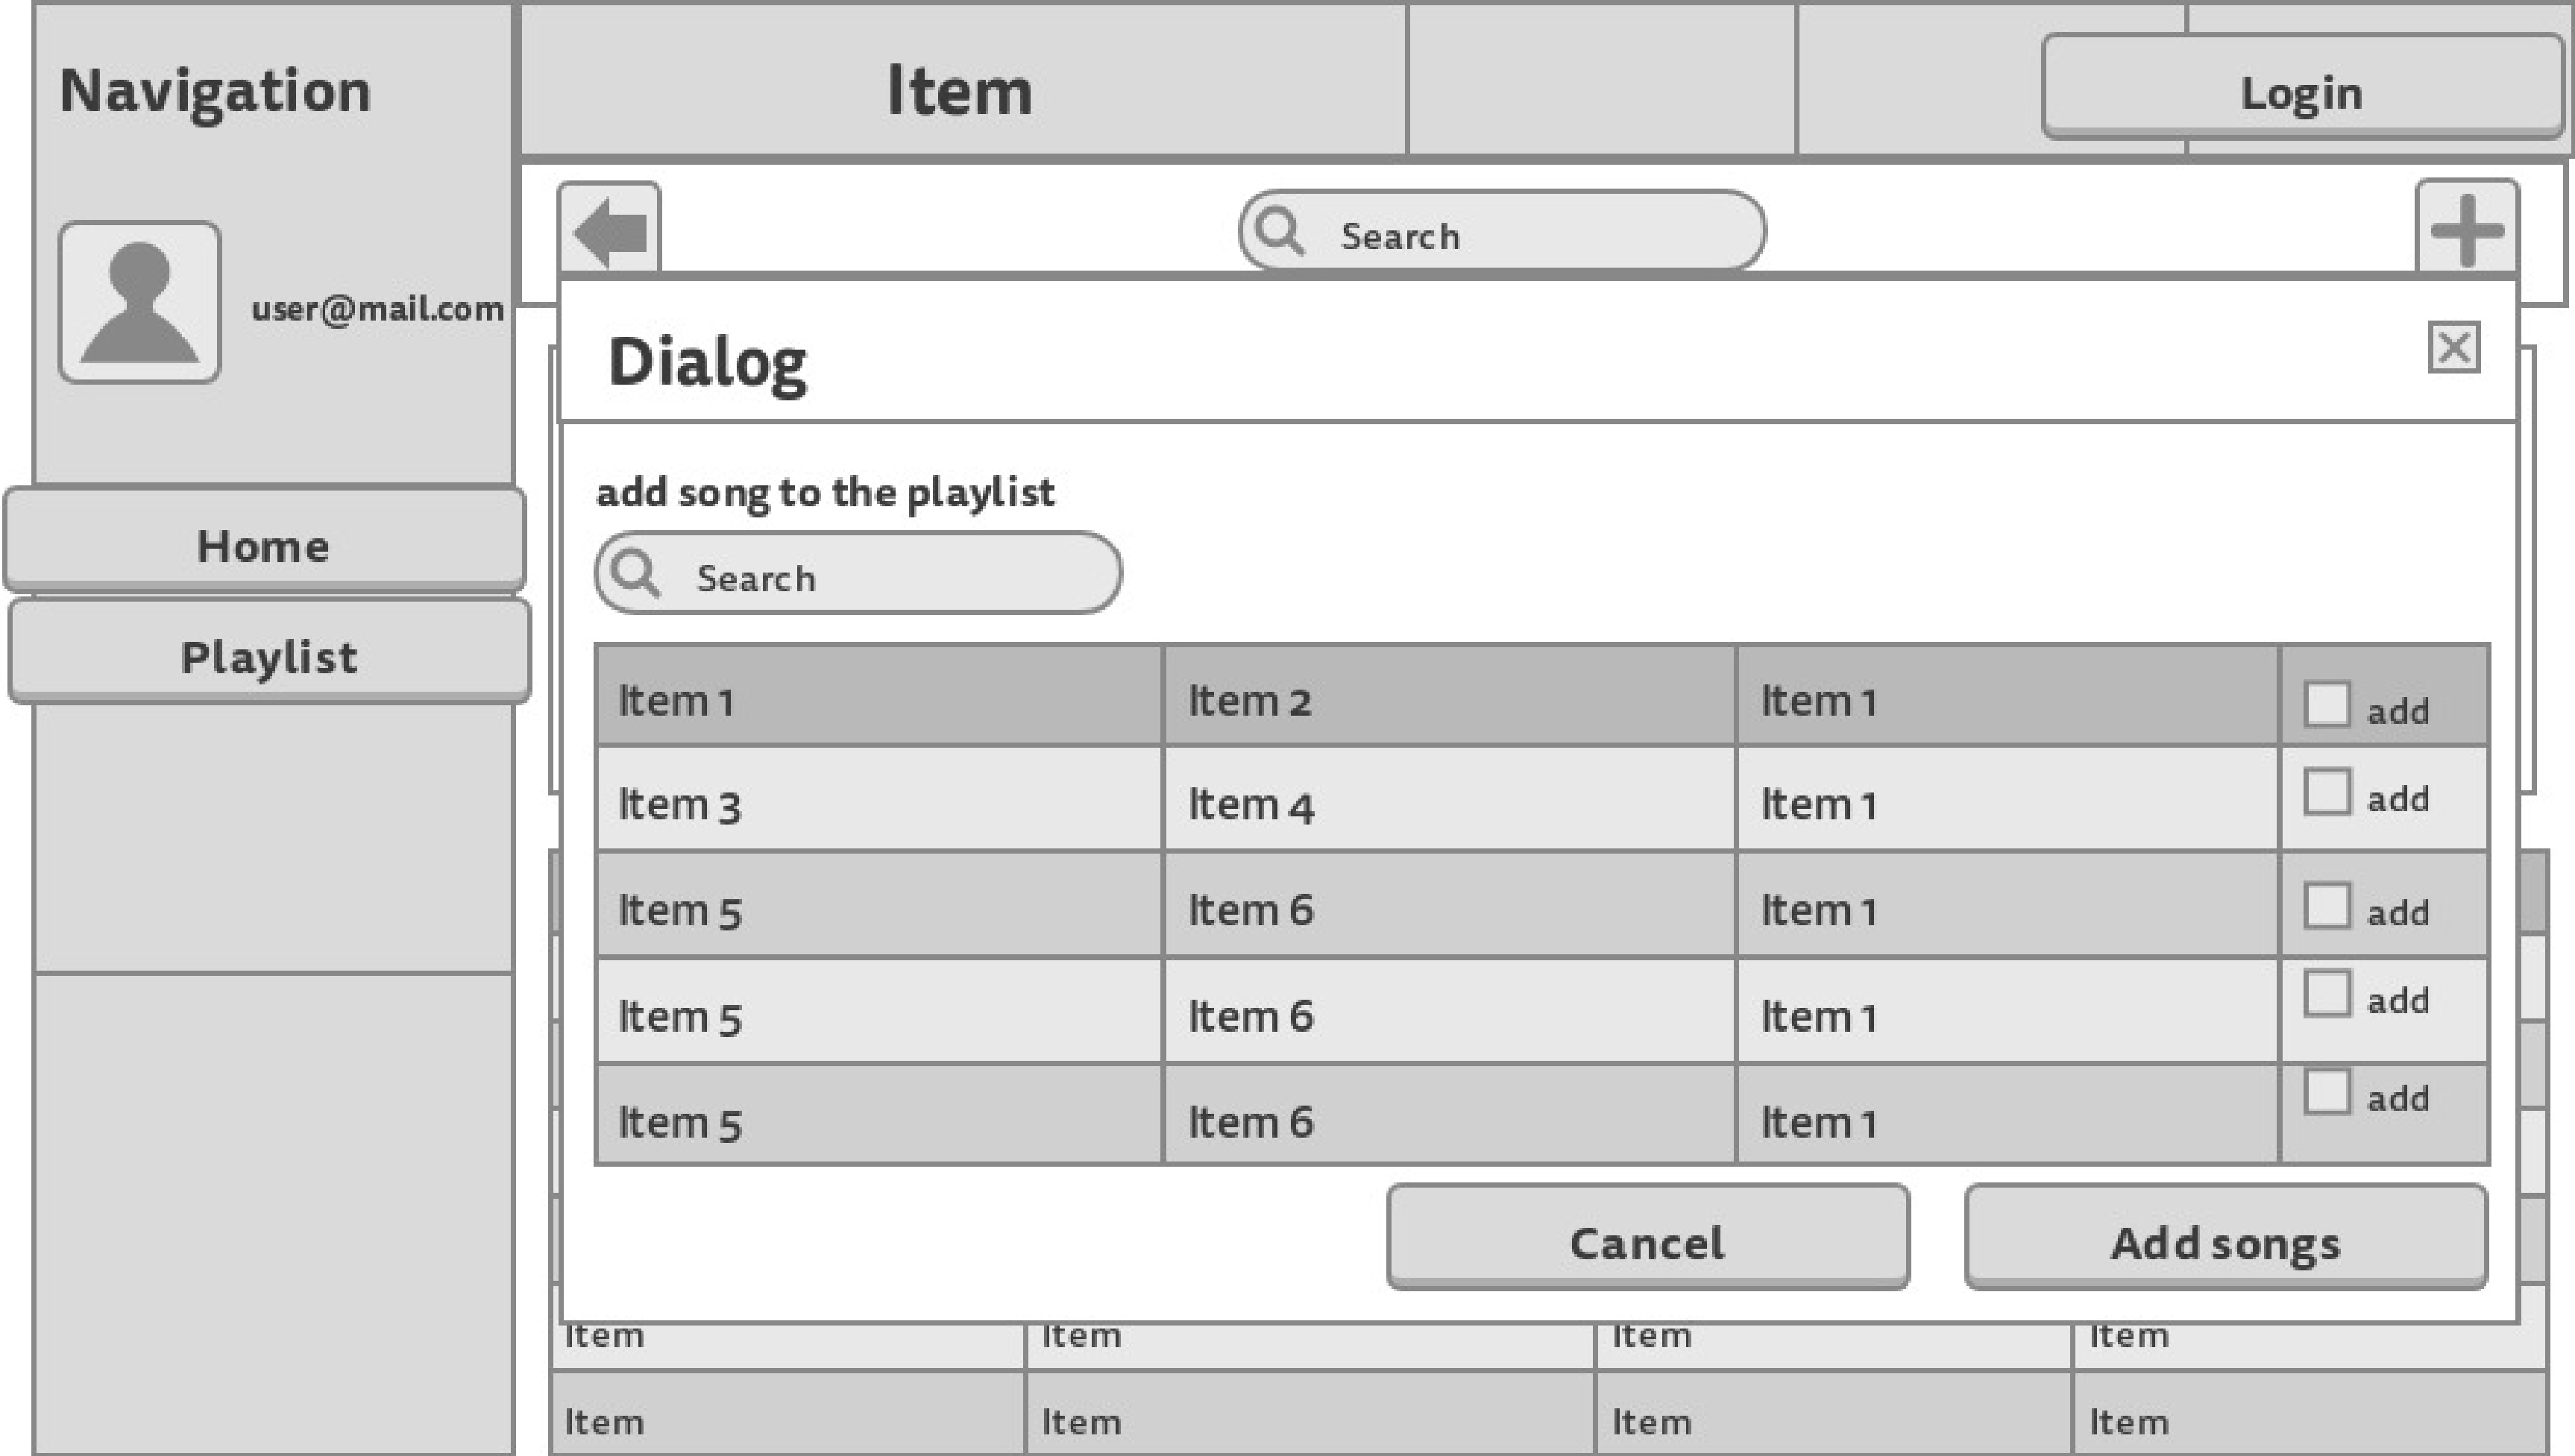 Navigation
Item
Login
Search
user@mail.com
Dialog
add song to the playlist
Search
Home
Playlist
Item 1 Item 2 Item 1 add
Item 3 Item 4 Item 1 add
Item 5 Item 6 Item 1 add
Item 5 Item 6 Item 1 add
Item 5 Item 6 Item 1 add
Cancel Add songs
Item Item Item Item
Item Item Item Item